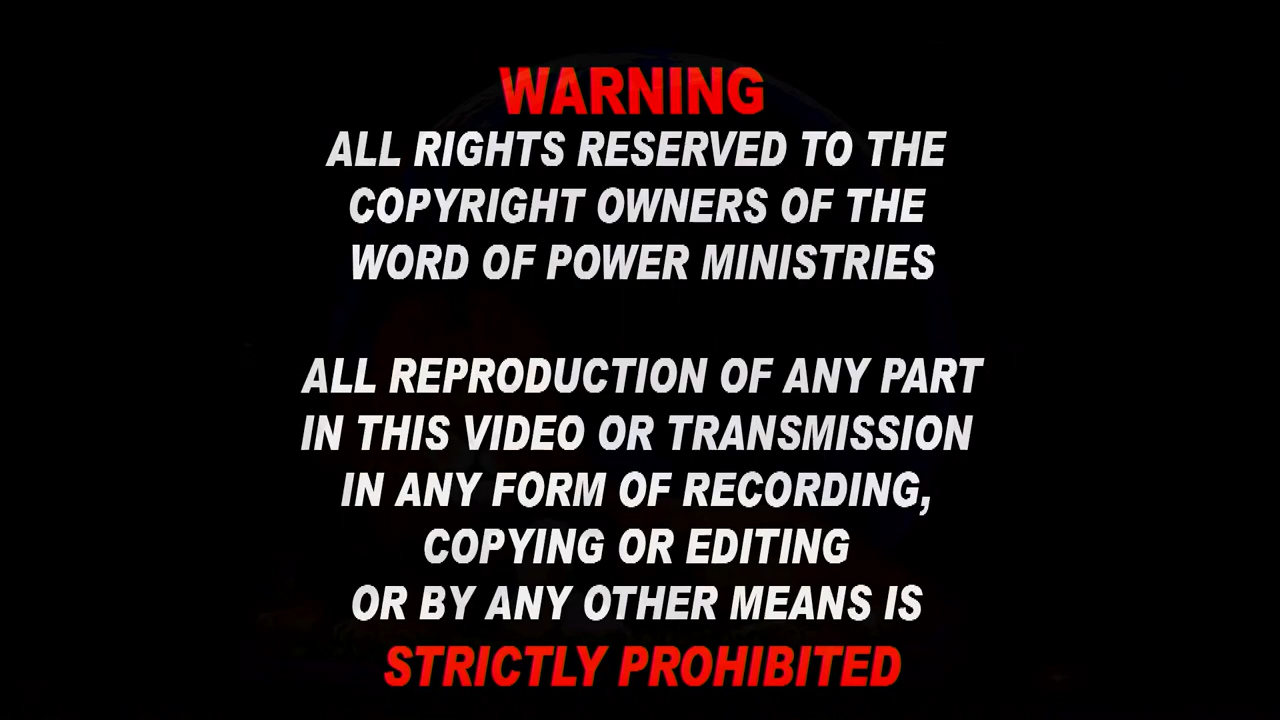 WARNING
ALL RIGHTS RESERVED TO THE
COPYRIGHT OWNERS OF THE
WORD OF POWER MINISTRIES
ALL REPRODUCTION OF ANY PART
IN THIS VIDEO OR TRANSMISSION
IN ANY FORM OF RECORDING,
COPYING OR EDITING
OR BY ANY OTHER MEANS IS
STRICTLY PROHIBITED